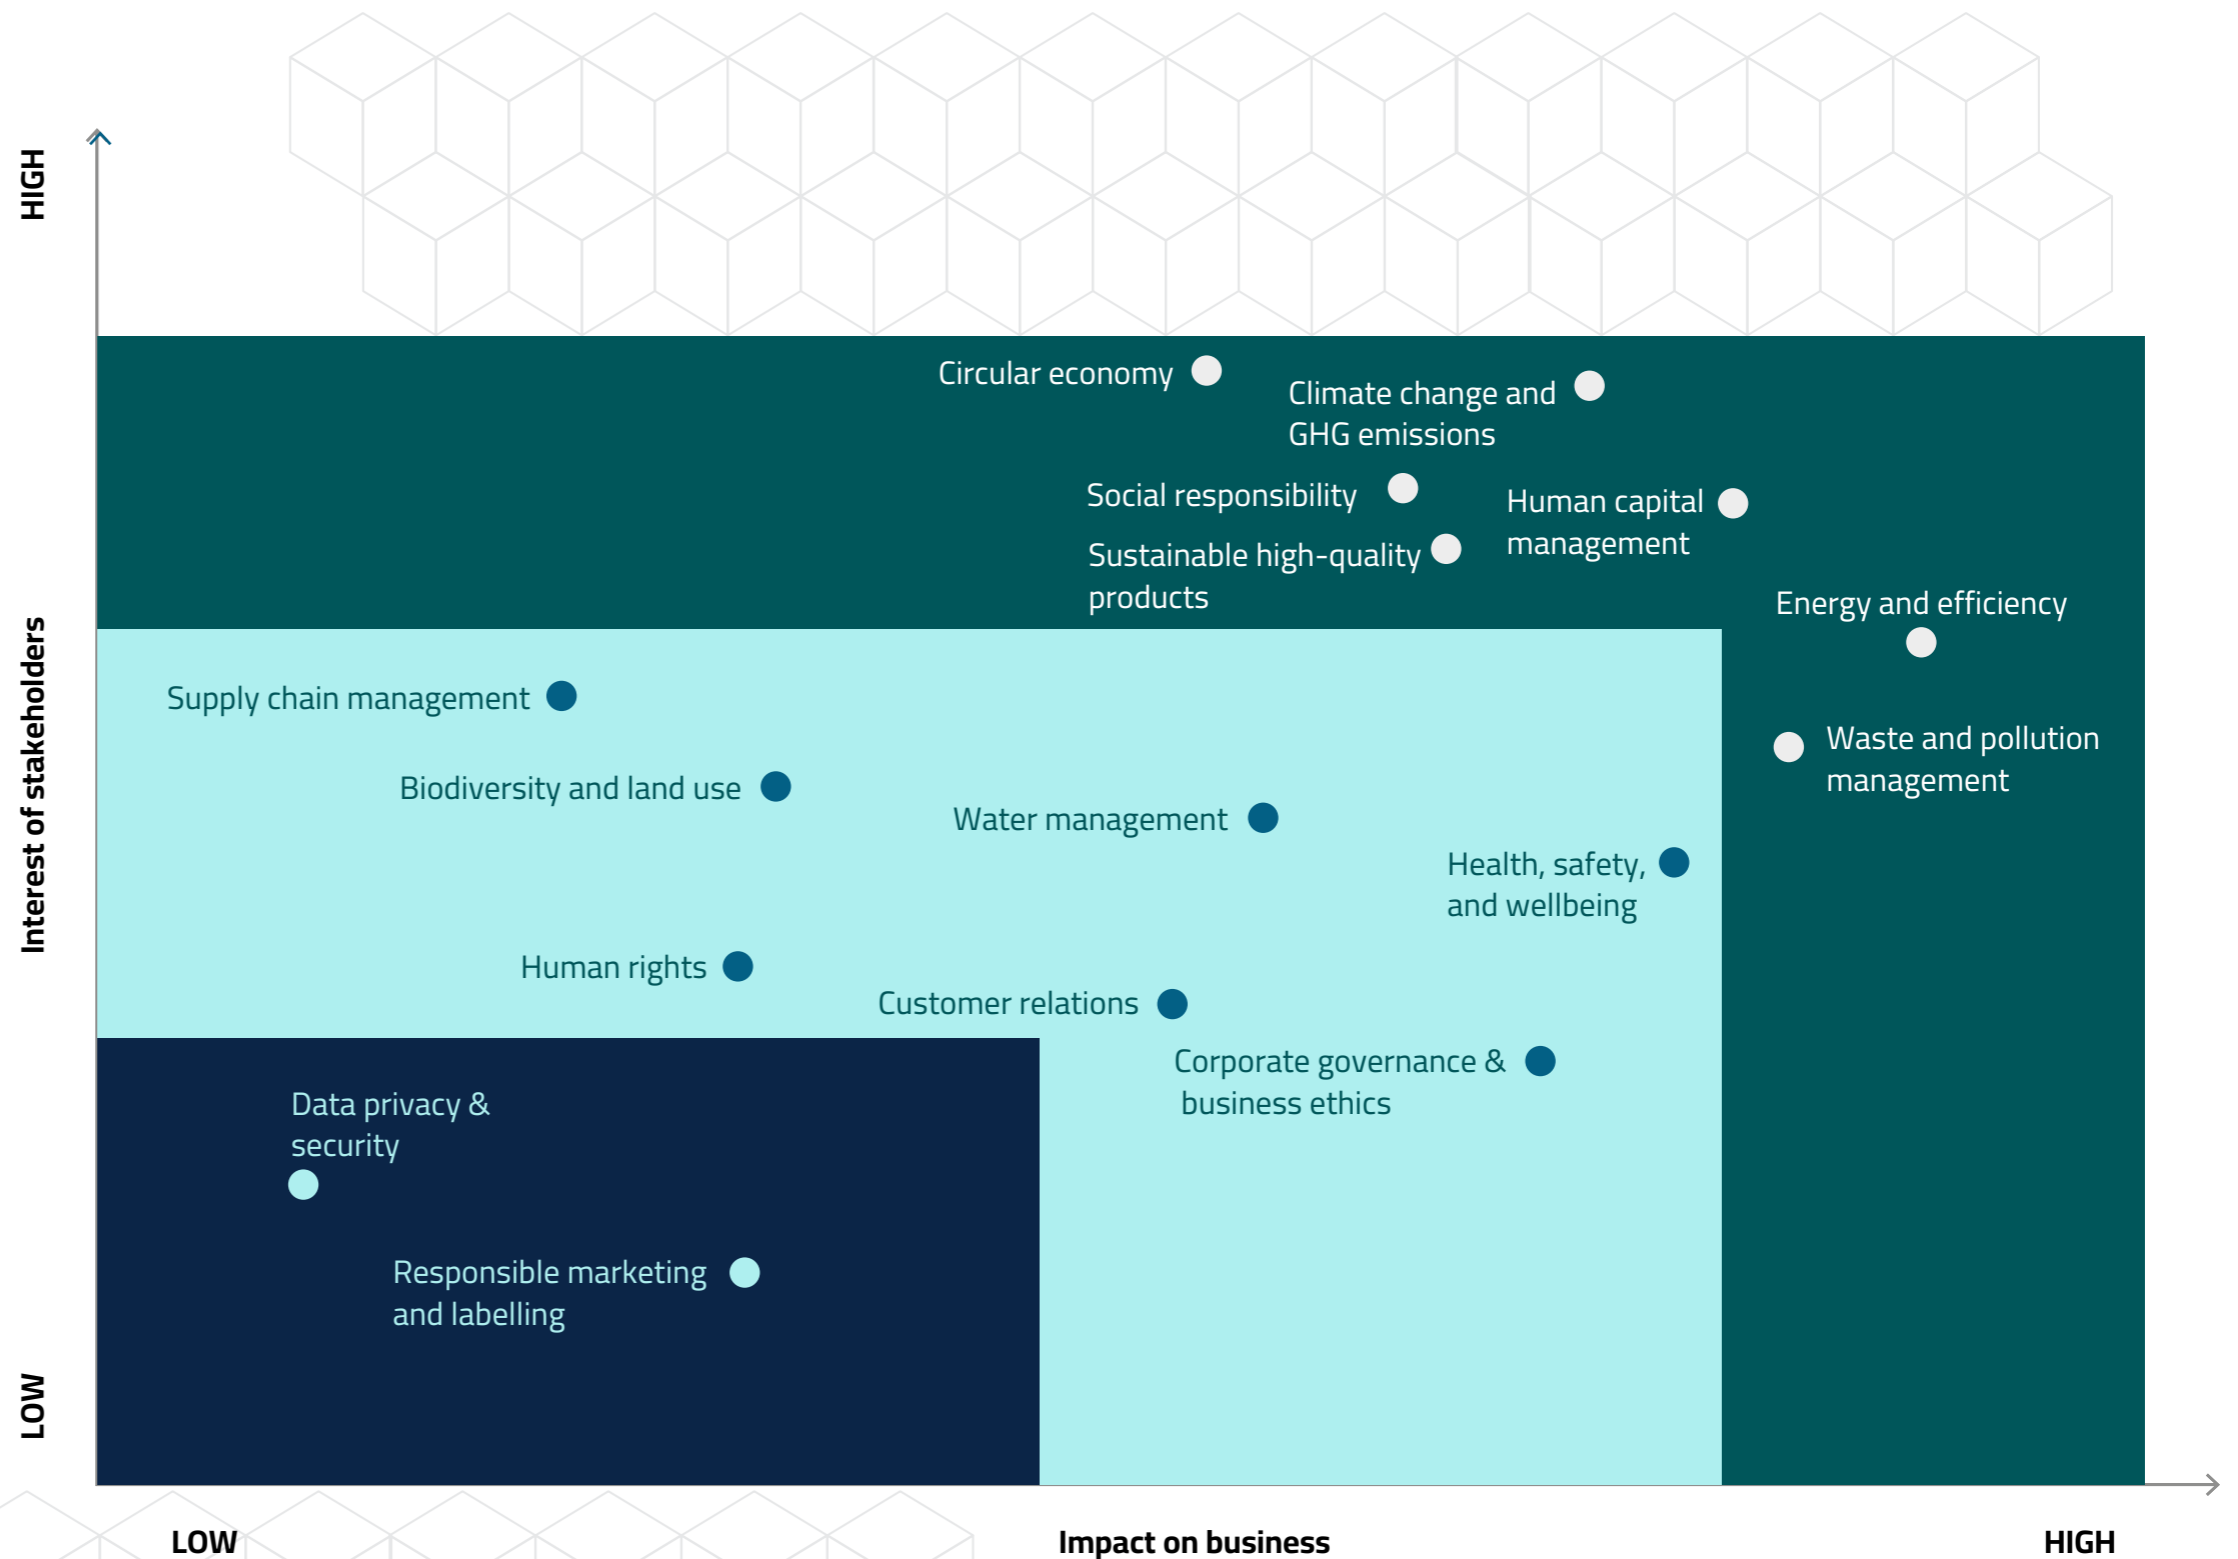 HIGH
Interest of stakeholders
LOW
Circular economy
Climate change and
GHG emissions
Social responsibility
Human capital
management
Sustainable high-quality
products
Energy and efficiency
Supply chain management
Waste and pollution
management
Biodiversity and land use
Water management
Health, safety,
and wellbeing
Human rights
Customer relations
Corporate governance &
business ethics
Data privacy &
security
Responsible marketing
and labelling
LOW
Impact on business
HIGH